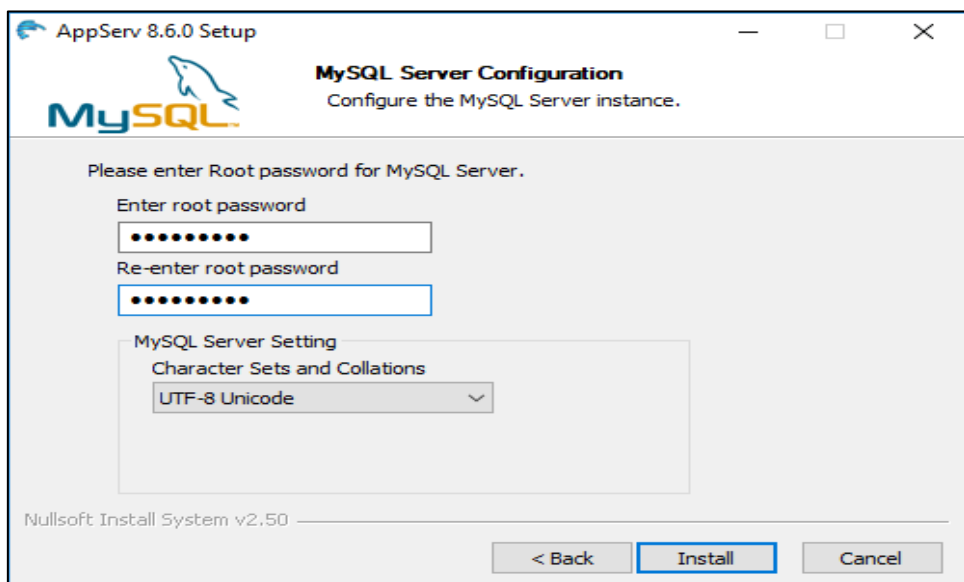 AppServ 8.6.0 Setup
MySQL Server Configuration
Configure the MySQL Server instance.
MySQL™
Please enter Root password for MySQL Server.
Enter root password
•••••••••
Re-enter root password
•••••••••
MySQL Server Setting
Character Sets and Collations
UTF-8 Unicode
Nullsoft Install System v2.50
< Back Install Cancel